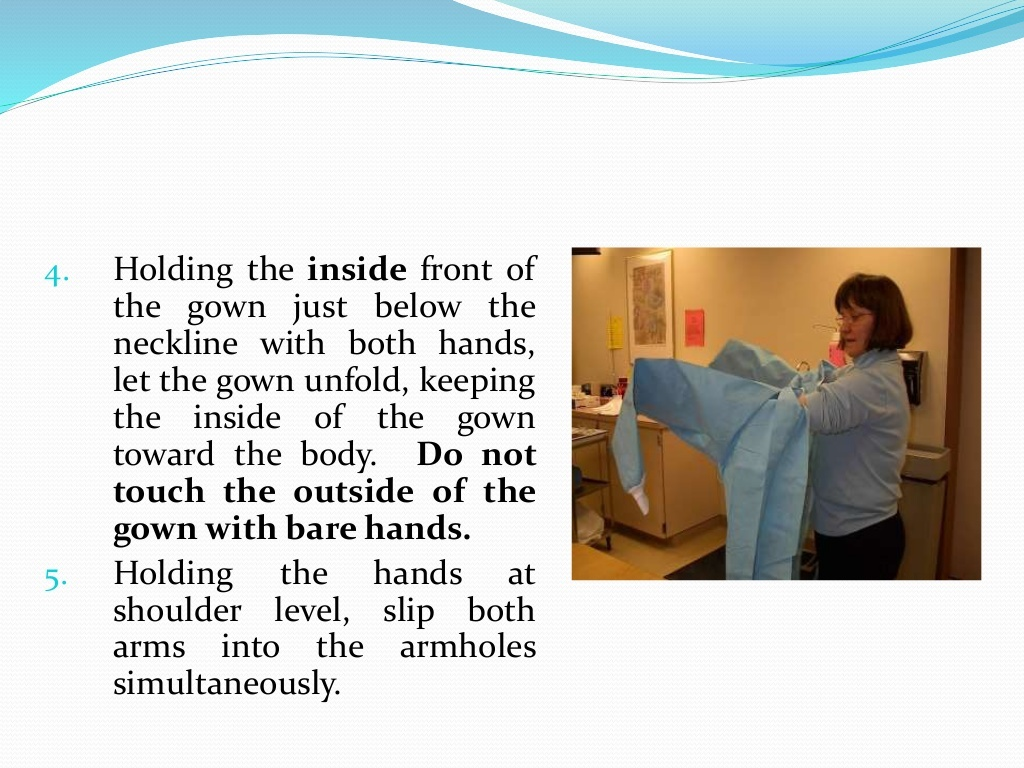 4. Holding the inside front of
the gown just below the
neckline with both hands,
let the gown unfold, keeping
the inside of the gown
toward the body. Do not
touch the outside of the
gown with bare hands.
5. Holding the hands at
shoulder level, slip both
arms into the armholes
simultaneously.